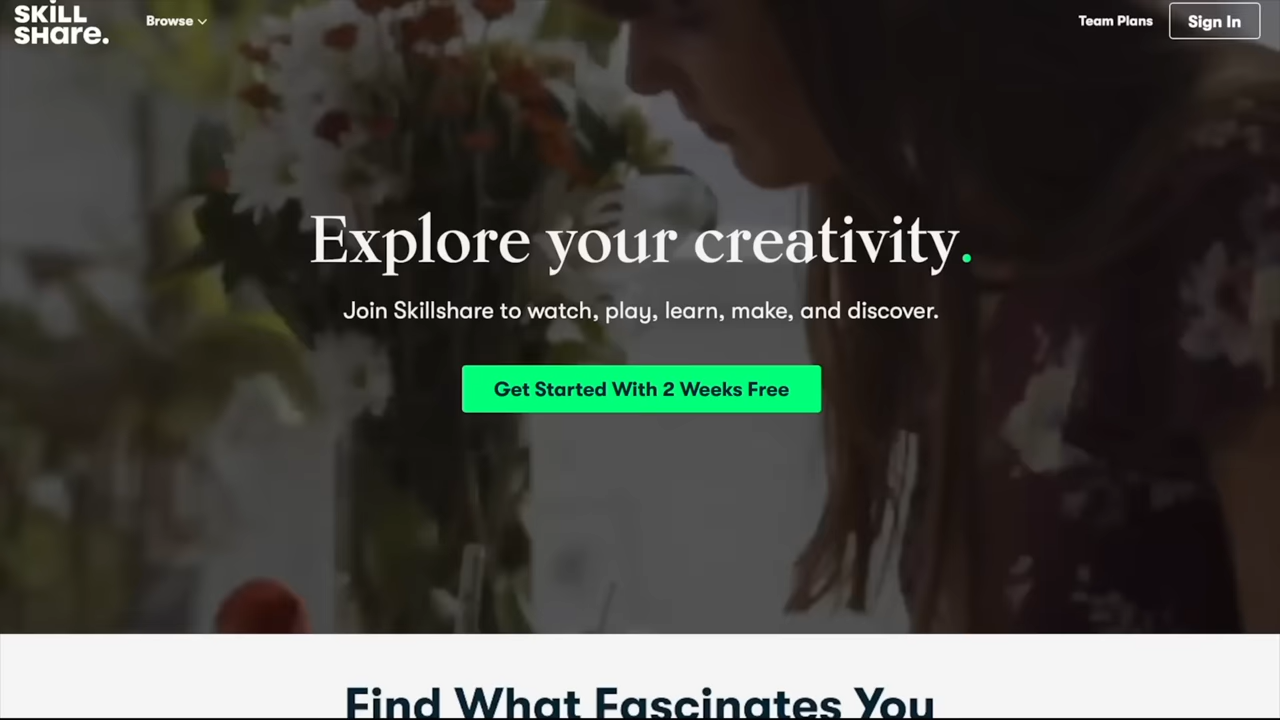 SKILL
SHare.
Browse
Team Plans
Sign In
Explore your creativity.
Join Skillshare to watch, play, learn, make, and discover.
Get Started With 2 Weeks Free
Find What Fascinates You